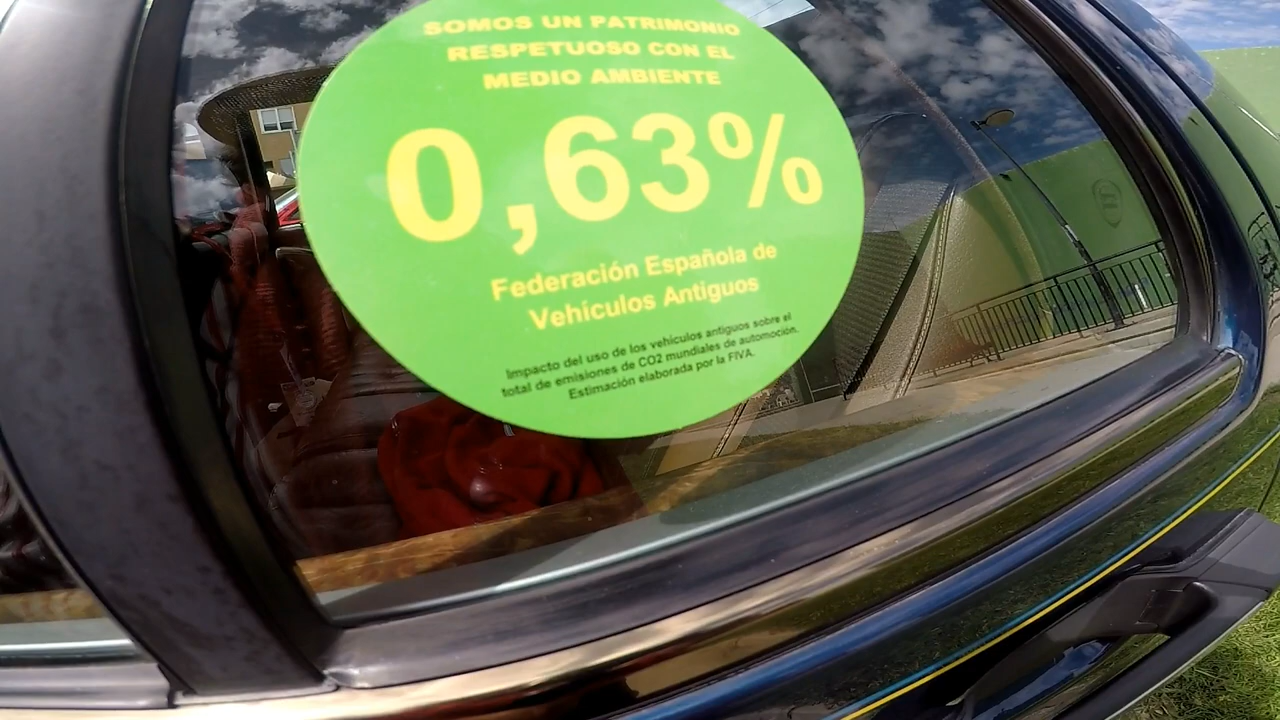 SOMOS UN PATRIMONIO
RESPETUOSO CON EL
MEDIO AMBIENTE
0,63%
Federación Española de
Vehículos Antiguos
Impacto del uso de los vehículos antiguos sobre el
total de emisiones de CO2 mundiales de automoción.
Estimación elaborada por la FIVA.